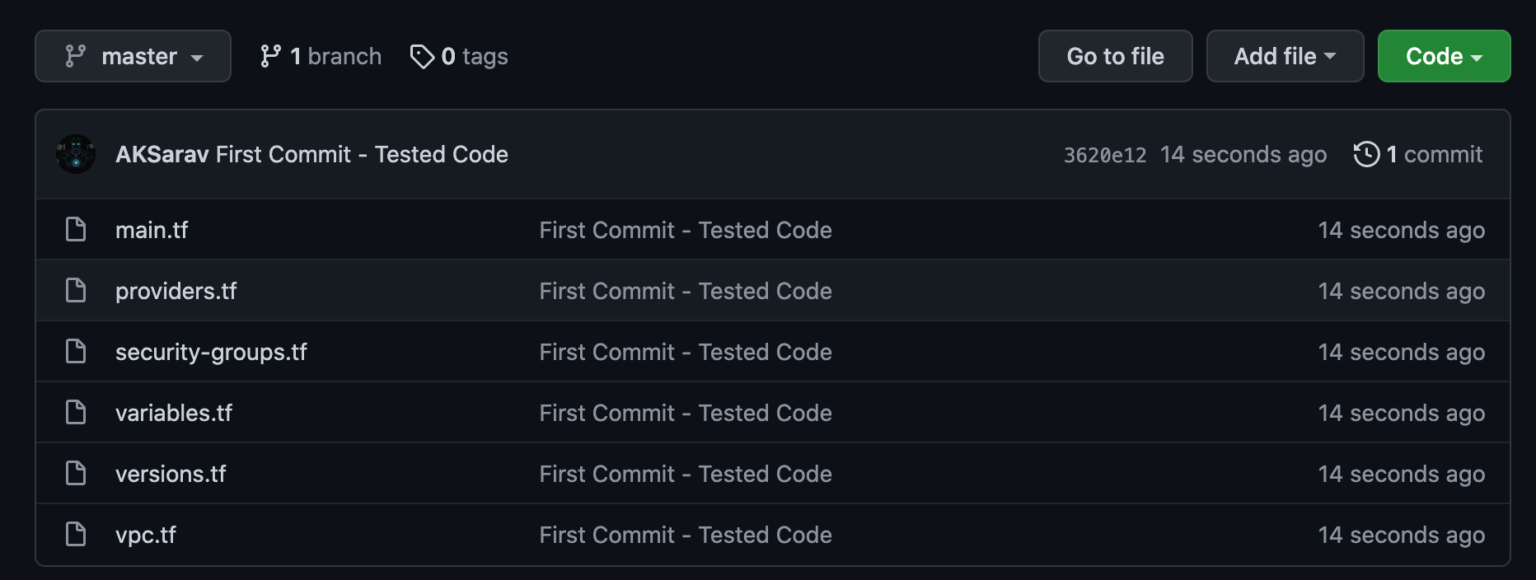 master 1 branch 0 tags Go to file Add file Code
AKSarav First Commit - Tested Code 3620e12 14 seconds ago 1 commit
main.tf First Commit - Tested Code 14 seconds ago
providers.tf First Commit - Tested Code 14 seconds ago
security-groups.tf First Commit - Tested Code 14 seconds ago
variables.tf First Commit - Tested Code 14 seconds ago
versions.tf First Commit - Tested Code 14 seconds ago
vpc.tf First Commit - Tested Code 14 seconds ago